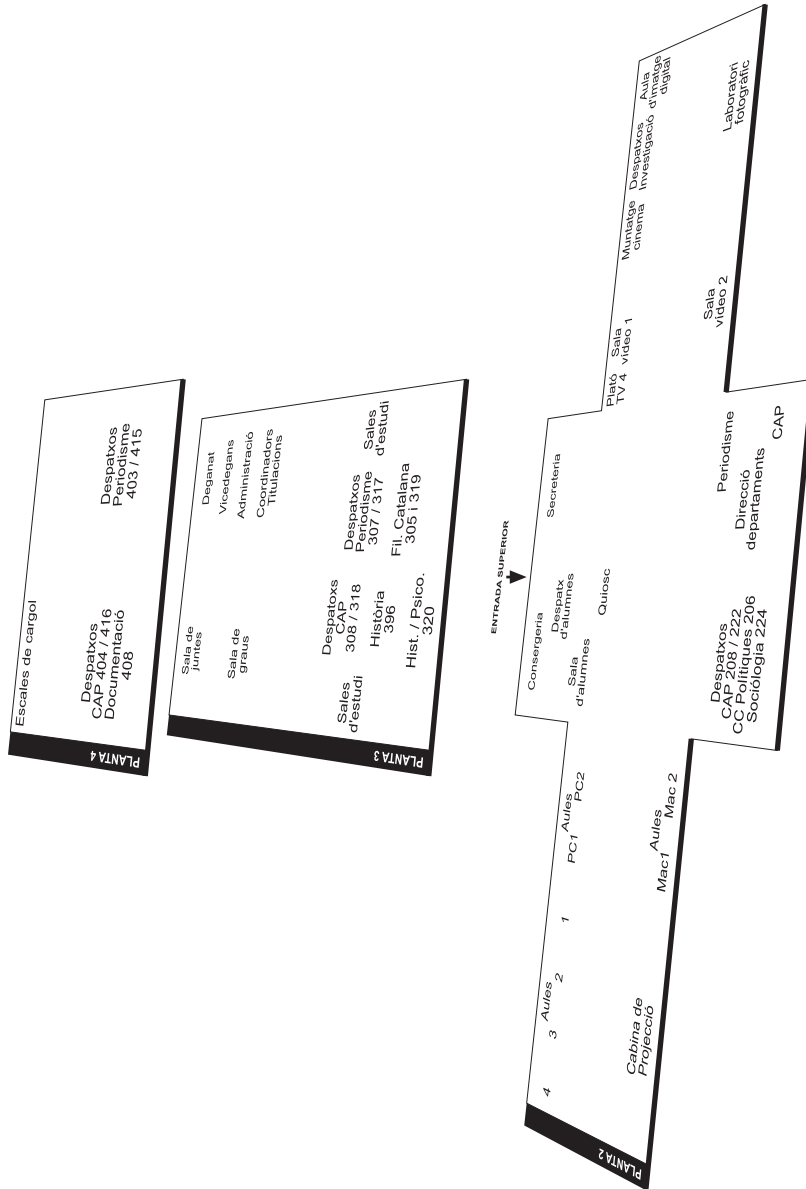 Escales de cargol
Despatxos
CAP 404 / 416
Documentació
408
Despatxos
Periodisme
403 / 415
PLANTA 4
Sala de
juntes
Sala de
graus
Deganat
Vicedegans
Administració
Coordinadors
Titulacions
Sales
d'estudi
Despatoxs
CAP
308 / 318
Història
396
Hist. / Psico.
320
Despatxos
Periodisme
307 / 317
Fil. Catalana
305 i 319
Sales
d'estudi
PLANTA 3
ENTRADA SUPERIOR
Consergeria
Sala
d'alumnes
Despatx
d'alumnes
Quiosc
Secreteria
Plató
TV 4
Sala
vídeo 1
Muntatge
cinema
Despatxos
Investigació
Aula
d'imatge
digital
Sala
vídeo 2
Laboratori
fotogràfic
4
3
Aules
2
1
PC1
Aules
PC2
Cabina de
Projecció
Mac1
Aules
Mac 2
Despatxos
CAP 208 / 222
CC Polítiques 206
Sociólogia 224
Periodisme
Direcció
departaments
CAP
PLANTA 2